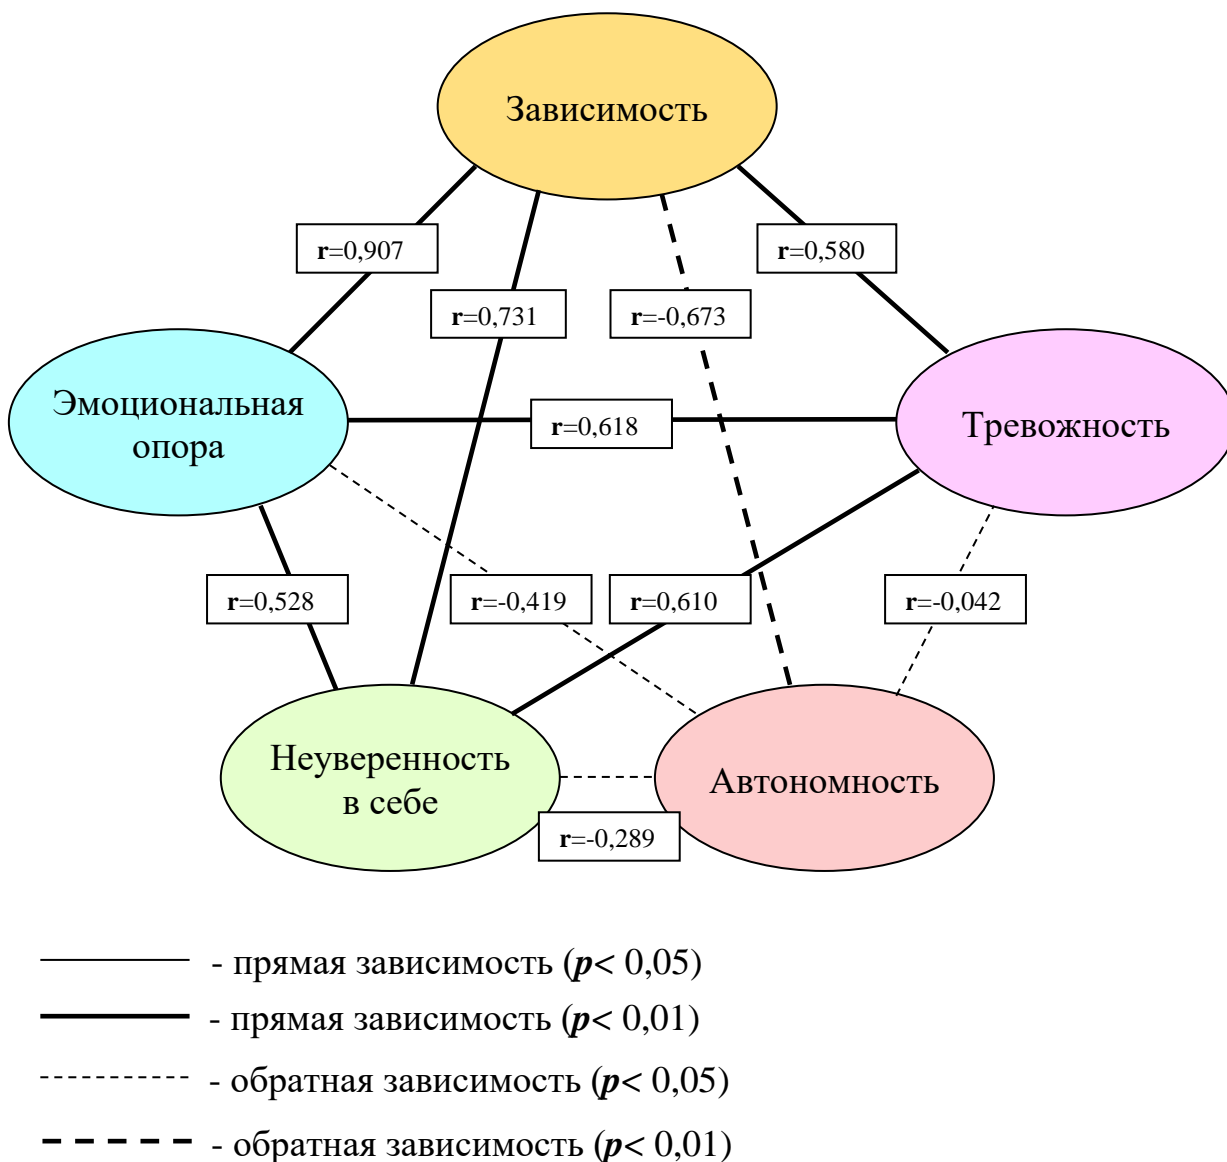 Зависимость
r=0,907
r=0,580
r=0,731
r=-0,673
Эмоциональная
опора
r=0,618
Тревожность
r=0,528
r=-0,419
r=0,610
r=-0,042
Неуверенность
в себе
Автономность
r=-0,289
- прямая зависимость (p< 0,05)
- прямая зависимость (p< 0,01)
- обратная зависимость (p< 0,05)
- обратная зависимость (p< 0,01)